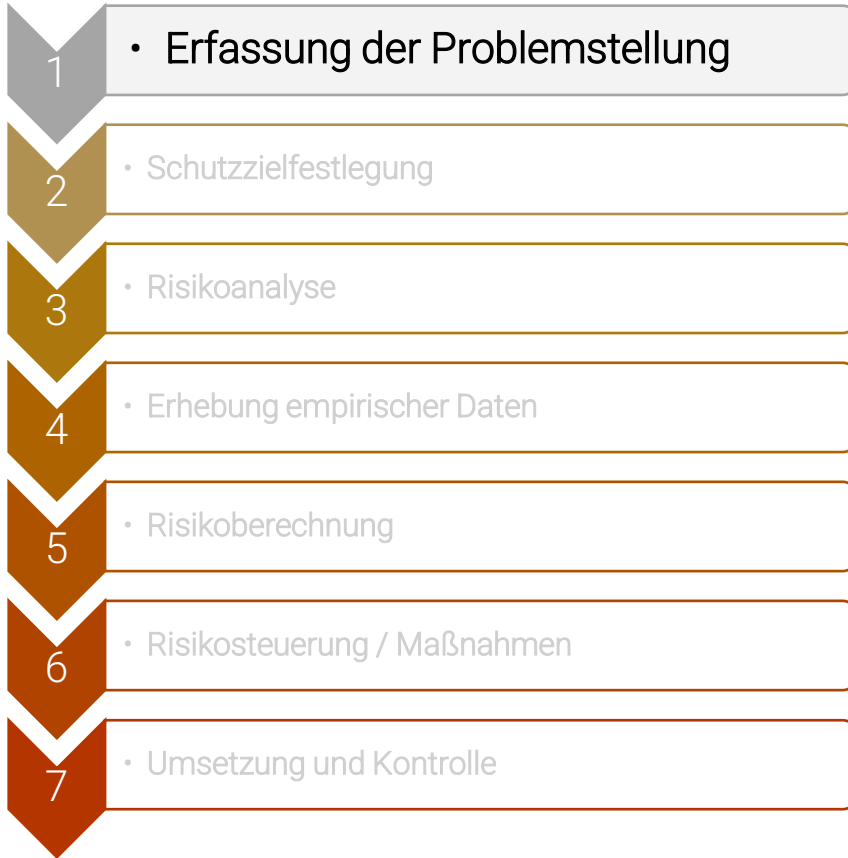 1
• Erfassung der Problemstellung
2
• Schutzzielfestlegung
3
• Risikoanalyse
4
• Erhebung empirischer Daten
5
• Risikoberechnung
6
• Risikosteuerung / Maßnahmen
7
• Umsetzung und Kontrolle